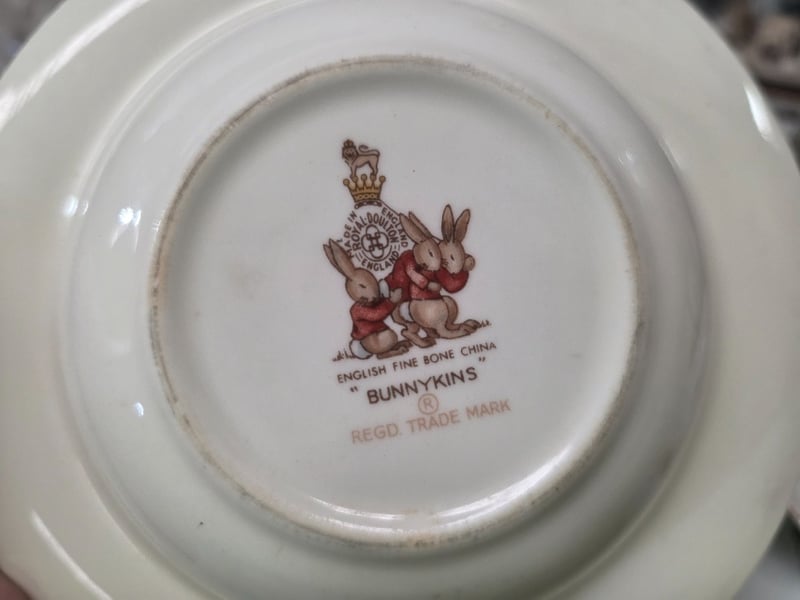 MADE IN ENGLAND
ROYAL·DOULTON
ENGLAND
ENGLISH FINE BONE CHINA
"BUNNYKINS"
®
REGD. TRADE MARK